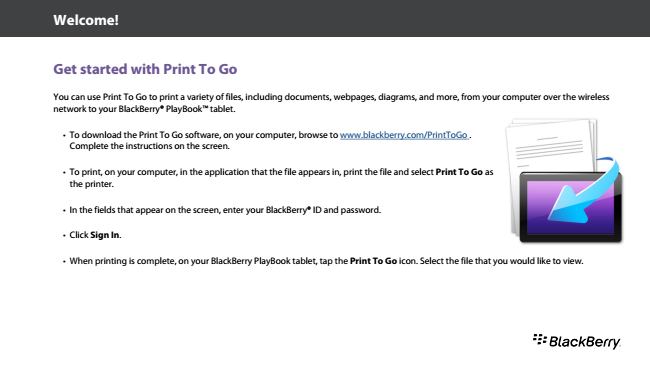 Welcome!
Get started with Print To Go
You can use Print To Go to print a variety of files, including documents, webpages, diagrams, and more, from your computer over the wireless
network to your BlackBerry® PlayBook™ tablet.
• To download the Print To Go software, on your computer, browse to www.blackberry.com/PrintToGo .
Complete the instructions on the screen.
• To print, on your computer, in the application that the file appears in, print the file and select Print To Go as
the printer.
• In the fields that appear on the screen, enter your BlackBerry® ID and password.
• Click Sign In.
• When printing is complete, on your BlackBerry PlayBook tablet, tap the Print To Go icon. Select the file that you would like to view.
BlackBerry.